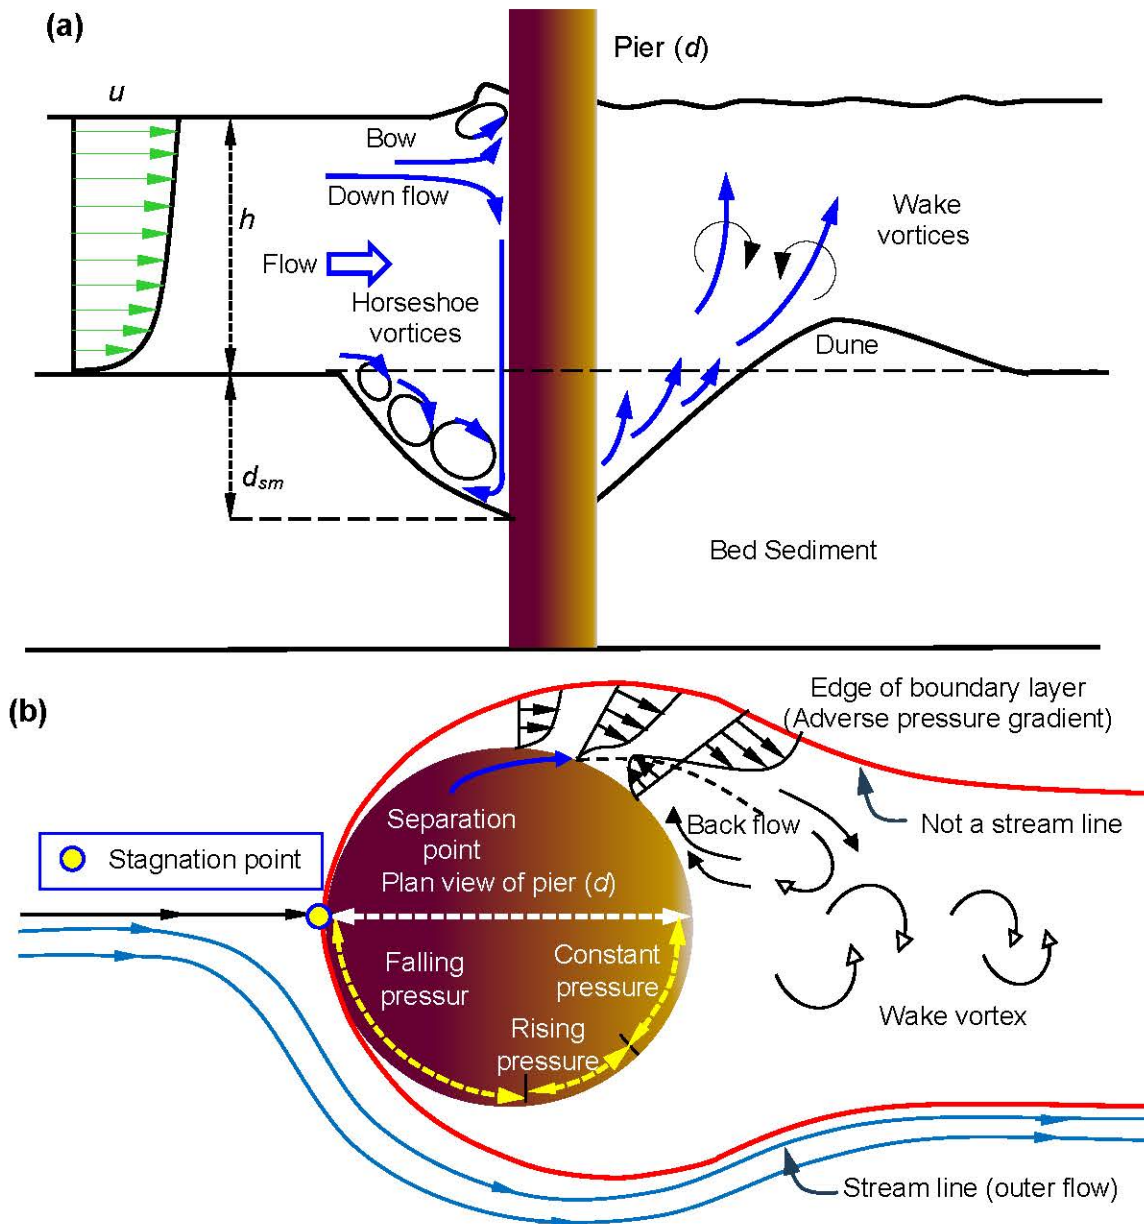 (a)
Pier (d)
u
Bow
Down flow
h
Wake
vortices
Flow
Horseshoe
vortices
Dune
dsm
Bed Sediment
(b)
Edge of boundary layer
(Adverse pressure gradient)
Separation
point
Back flow
Not a stream line
Stagnation point
Plan view of pier (d)
Falling
pressur
Constant
pressure
Rising
pressure
Wake vortex
Stream line (outer flow)